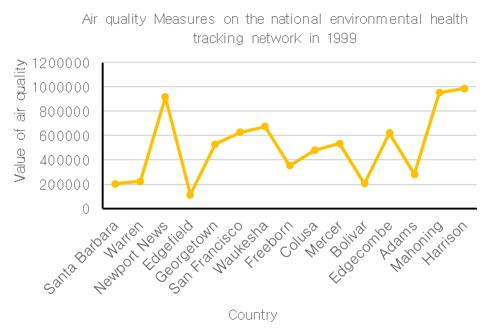 Air quality Measures on the national environmental health
tracking network in 1999
Value of air quality
1200000
1000000
800000
600000
400000
200000
0
Santa Barbara
Warren
Newport News
Edgefield
Georgetown
San Francisco
Waukesha
Freeborn
Colusa
Mercer
Bolivar
Edgecombe
Adams
Mahoning
Harrison
Country